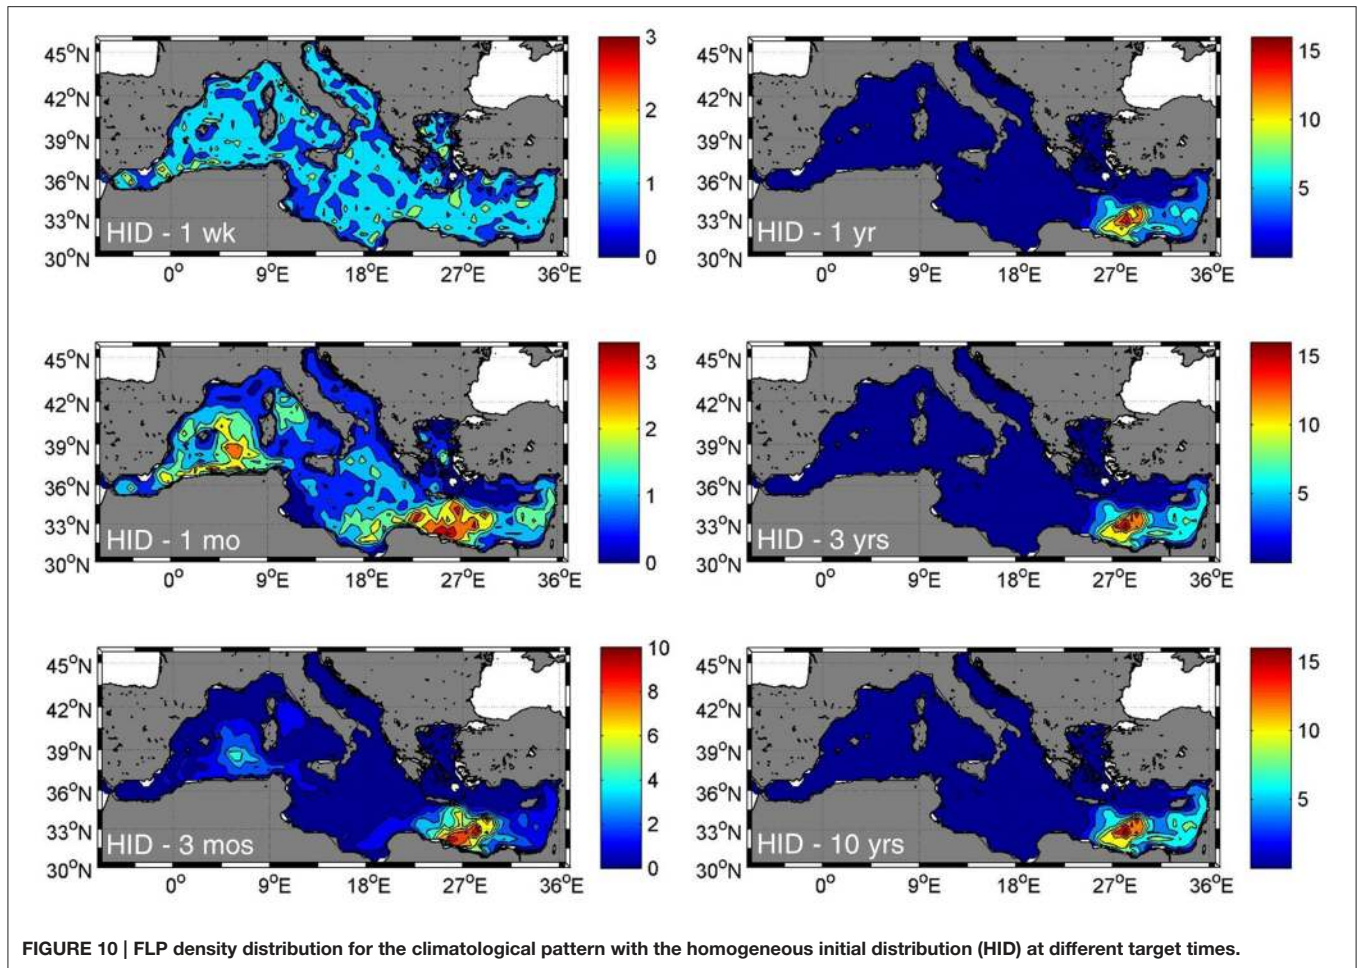 45°N
42°N
39°N
36°N
33°N
30°N
0°
9°E
18°E
27°E
36°E
HID - 1 wk
3
2
1
0
45°N
42°N
39°N
36°N
33°N
30°N
0°
9°E
18°E
27°E
36°E
HID - 1 yr
15
10
5
45°N
42°N
39°N
36°N
33°N
30°N
0°
9°E
18°E
27°E
36°E
HID - 1 mo
3
2
1
0
45°N
42°N
39°N
36°N
33°N
30°N
0°
9°E
18°E
27°E
36°E
HID - 3 yrs
15
10
5
45°N
42°N
39°N
36°N
33°N
30°N
0°
9°E
18°E
27°E
36°E
HID - 3 mos
10
8
6
4
2
0
45°N
42°N
39°N
36°N
33°N
30°N
0°
9°E
18°E
27°E
36°E
HID - 10 yrs
15
10
5
FIGURE 10 | FLP density distribution for the climatological pattern with the homogeneous initial distribution (HID) at different target times.